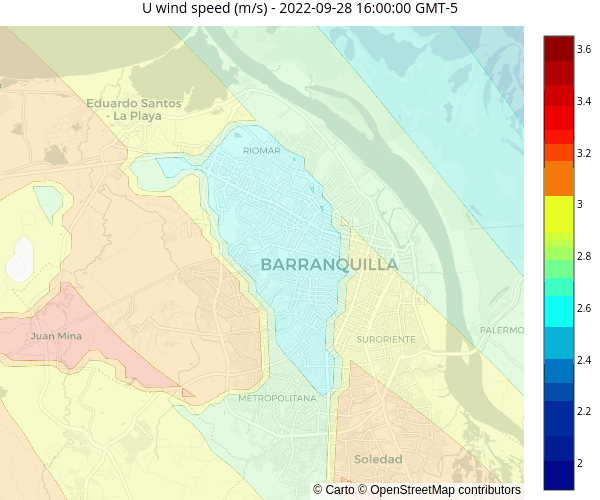 U wind speed (m/s) - 2022-09-28 16:00:00 GMT-5
3.6
3.4
3.2
3
2.8
2.6
2.4
2.2
2
Eduardo Santos
- La Playa
RIOMAR
BARRANQUILLA
Juan Mina
SURORIENTE
PALERMO
METROPOLITANA
Soledad
© Carto © OpenStreetMap contributors